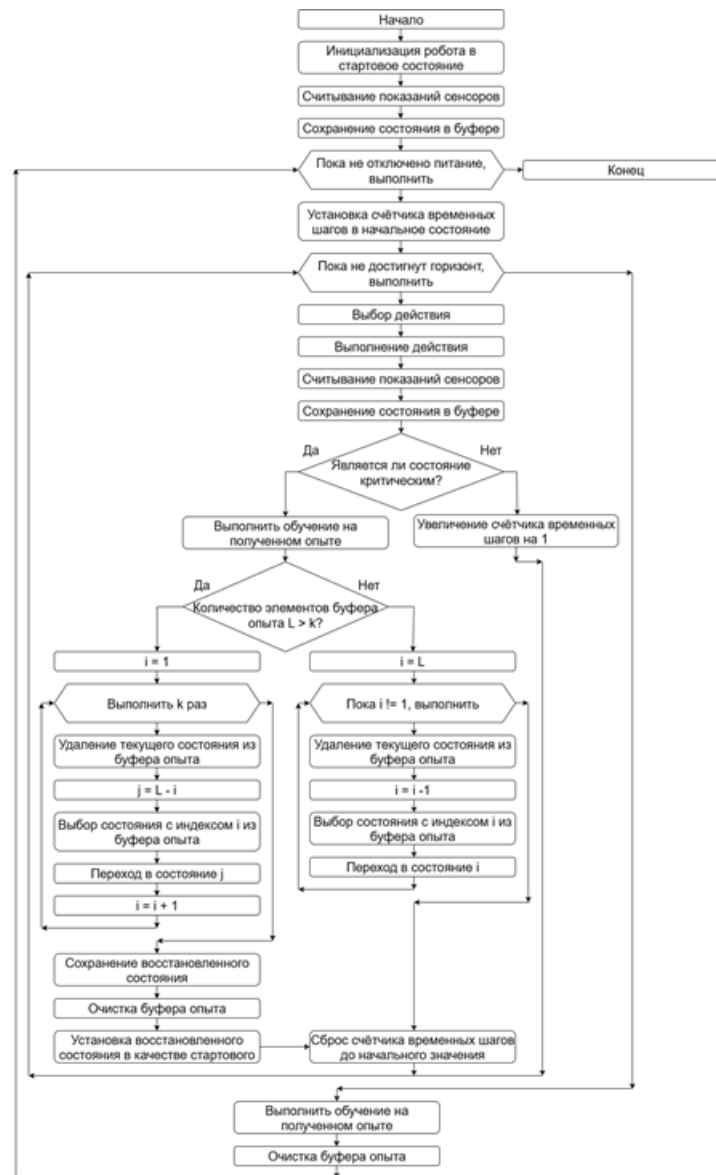 Начало
Инициализация робота в
стартовое состояние
Считывание показаний сенсоров
Сохранение состояния в буфере
Пока не отключено питание,
выполнить
Конец
Установка счётчика временных
шагов в начальное состояние
Пока не достигнут горизонт,
выполнить
Выбор действия
Выполнение действия
Считывание показаний сенсоров
Сохранение состояния в буфере
Да
Нет
Является ли состояние
критическим?
Выполнить обучение на
полученном опыте
Увеличение счётчика временных
шагов на 1
Да
Нет
Количество элементов буфера
опыта L > k?
i = 1
i = L
Выполнить k раз
Пока i != 1, выполнить
Удаление текущего состояния из
буфера опыта
Удаление текущего состояния из
буфера опыта
j = L - i
i = i -1
Выбор состояния с индексом i из
буфера опыта
Выбор состояния с индексом i из
буфера опыта
Переход в состояние j
Переход в состояние i
i = i + 1
Сохранение восстановленного
состояния
Очистка буфера опыта
Установка восстановленного
состояния в качестве стартового
Сброс счётчика временных шагов
до начального значения
Выполнить обучение на
полученном опыте
Очистка буфера опыта